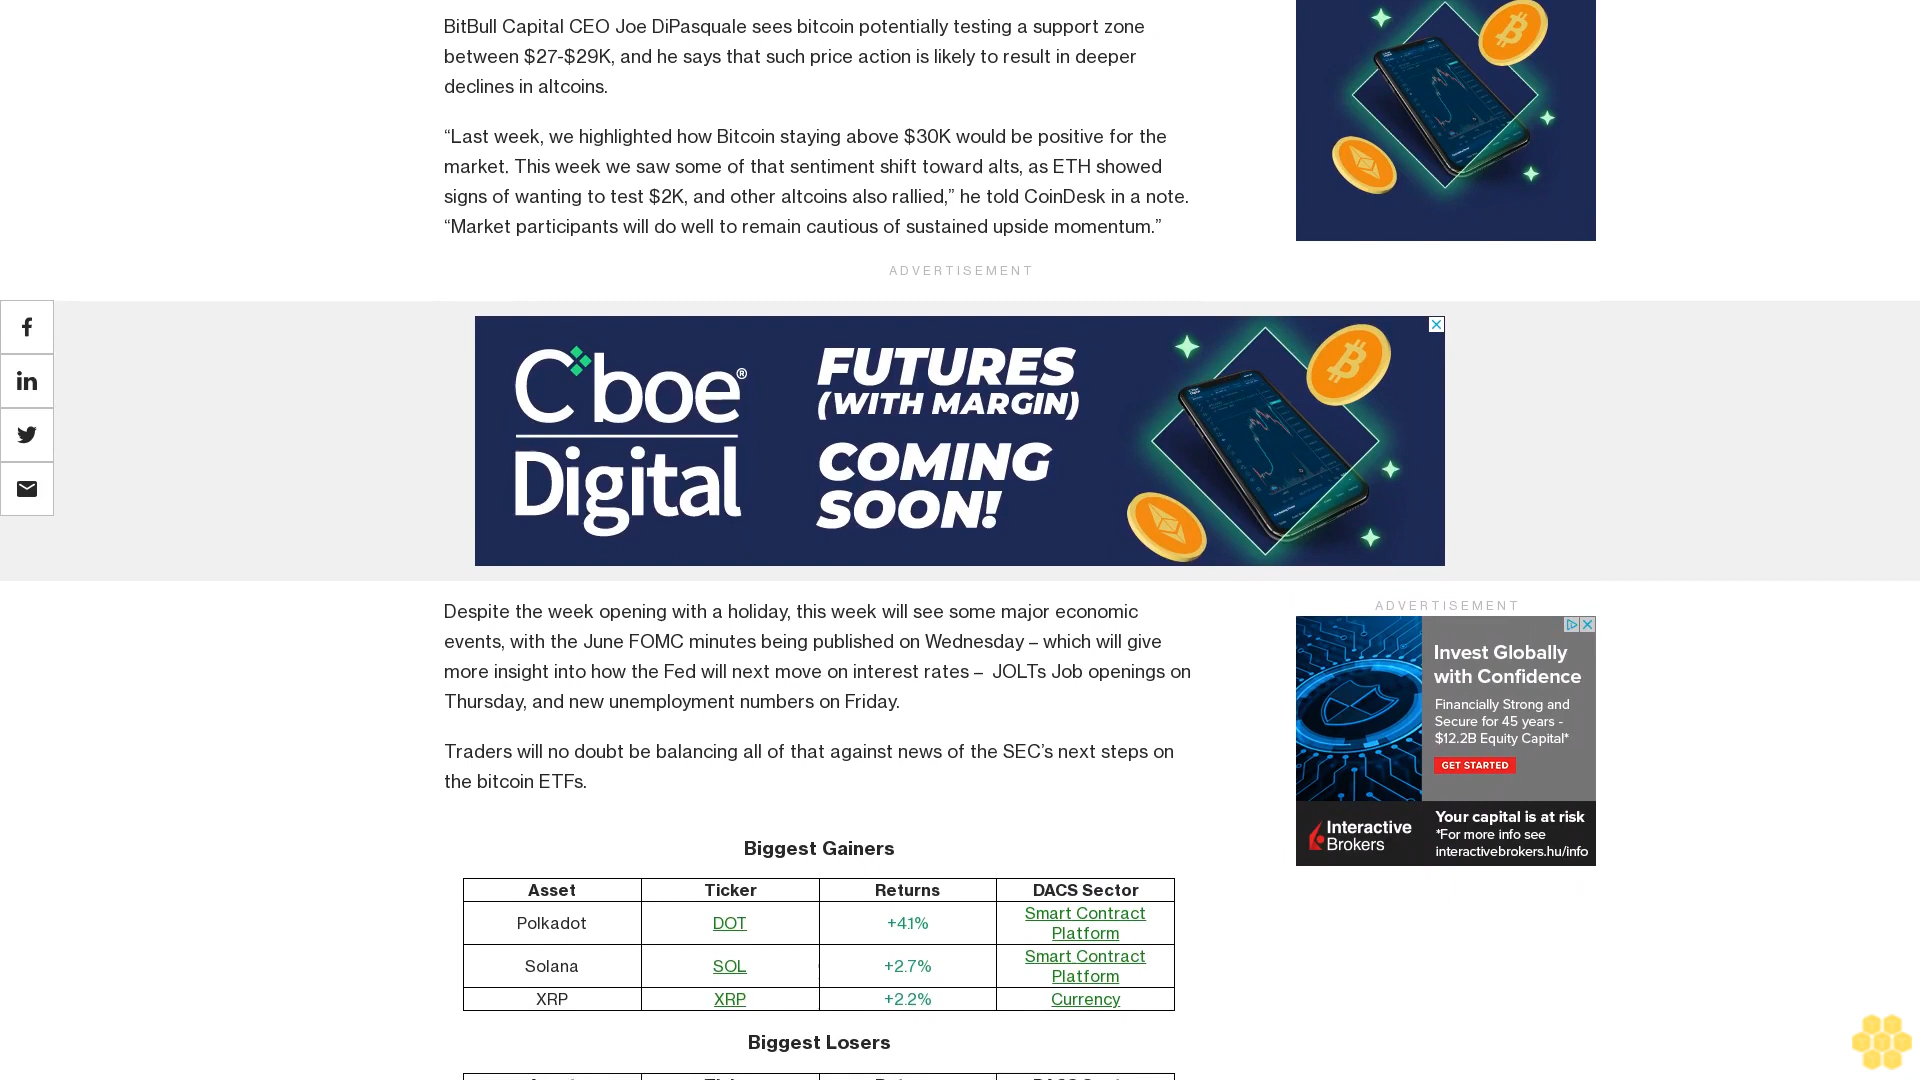 BitBull Capital CEO Joe DiPasquale sees bitcoin potentially testing a support zone
between $27-$29K, and he says that such price action is likely to result in deeper
declines in altcoins.
“Last week, we highlighted how Bitcoin staying above $30K would be positive for the
market. This week we saw some of that sentiment shift toward alts, as ETH showed
signs of wanting to test $2K, and other altcoins also rallied,” he told CoinDesk in a note.
“Market participants will do well to remain cautious of sustained upside momentum.”
ADVERTISEMENT
Cboe®
Digital
FUTURES
(WITH MARGIN)
COMING
SOON!
Despite the week opening with a holiday, this week will see some major economic
events, with the June FOMC minutes being published on Wednesday – which will give
more insight into how the Fed will next move on interest rates –  JOLTs Job openings on
Thursday, and new unemployment numbers on Friday.
Traders will no doubt be balancing all of that against news of the SEC’s next steps on
the bitcoin ETFs.
ADVERTISEMENT
Invest Globally
with Confidence
Financially Strong and
Secure for 45 years -
$12.2B Equity Capital*
GET STARTED
Interactive
Brokers
Your capital is at risk
*For more info see
interactivebrokers.hu/info
Biggest Gainers
Asset Ticker Returns DACS Sector
Polkadot DOT +4.1% Smart Contract
Platform
Solana SOL +2.7% Smart Contract
Platform
XRP XRP +2.2% Currency
Biggest Losers